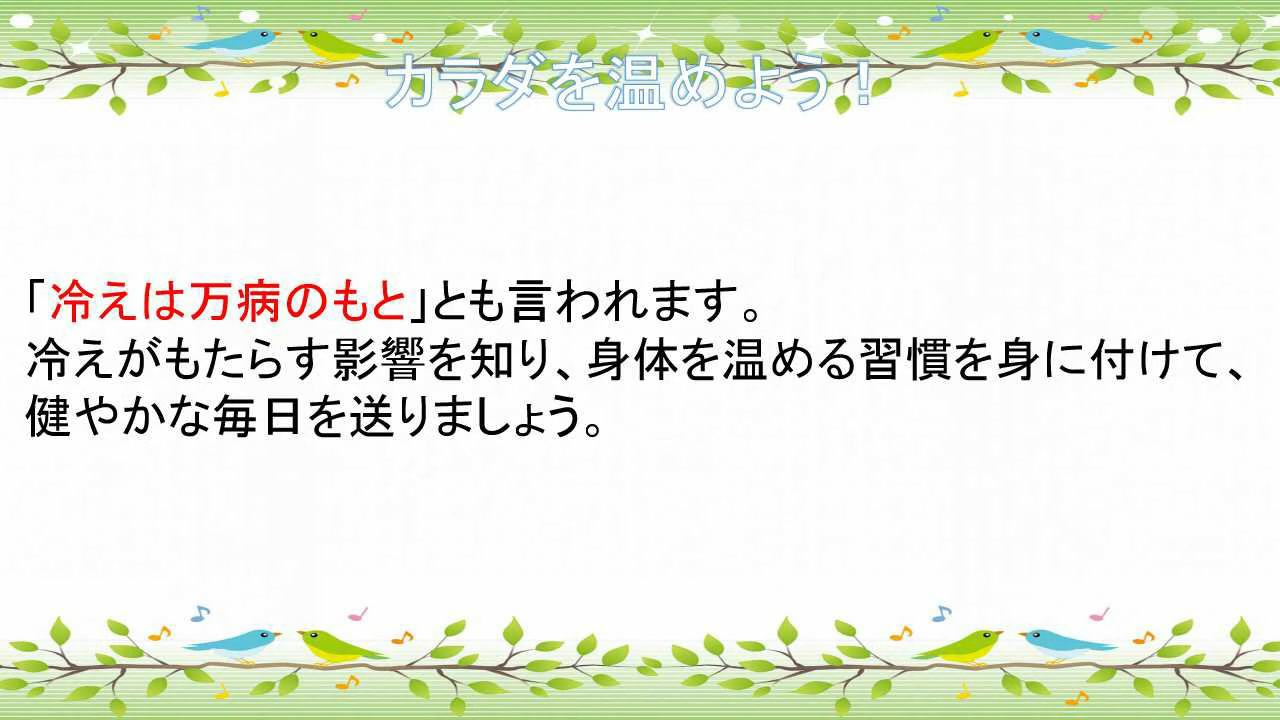 カラダを温めよう！
「冷えは万病のもと」とも言われます。
冷えがもたらす影響を知り、身体を温める習慣を身に付けて、
健やかな毎日を送りましょう。